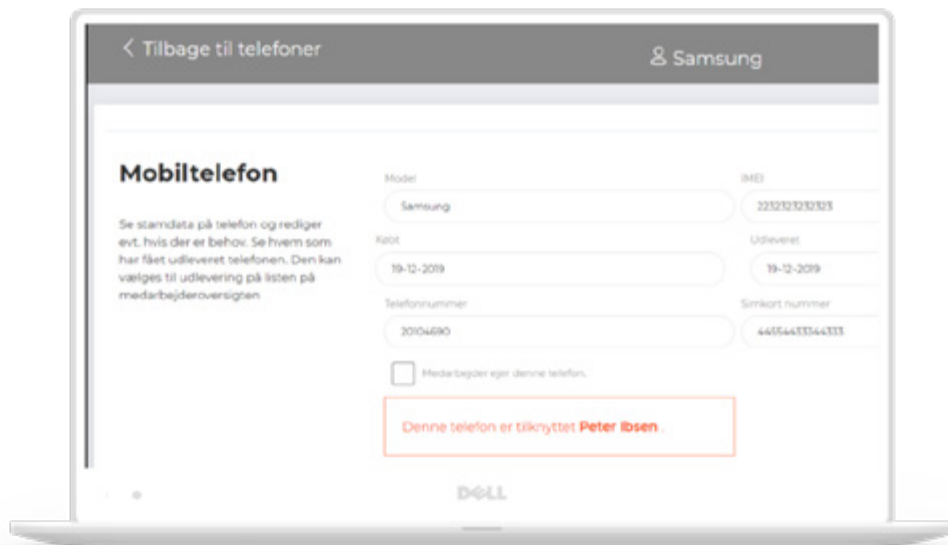 < Tilbage til telefoner
Samsung
Mobiltelefon
Se stamdata på telefon og rediger
evt. hvis der er behov. Se hvem som
har fået udleveret telefonen. Den kan
vælges til udlevering på listen på
medarbejderoversigten
Model
IMEI
Samsung
2232323232323
Købt
Udleveret
19-12-2019
19-12-2019
Telefonnummer
Simkort nummer
20104690
44554433344333
Medarbejder ejer denne telefon.
Denne telefon er tilknyttet Peter Ibsen .
DELL